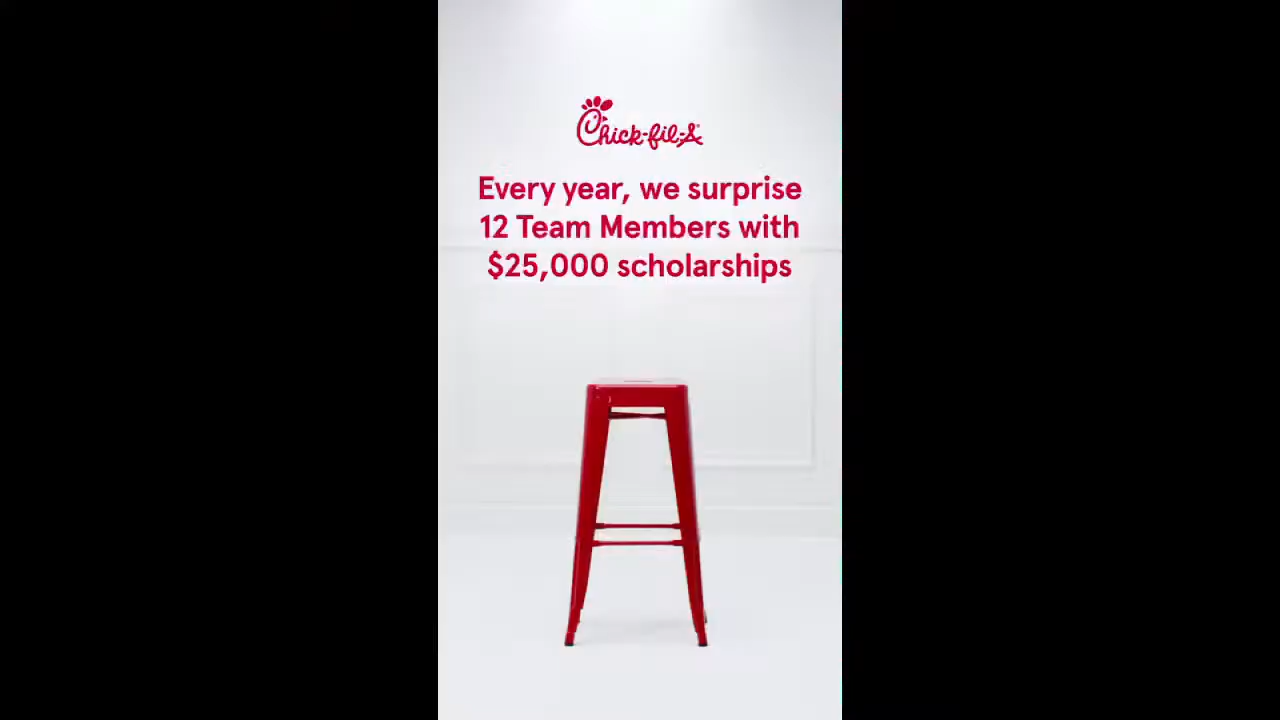 Chick-fil-A
Every year, we surprise
12 Team Members with
$25,000 scholarships